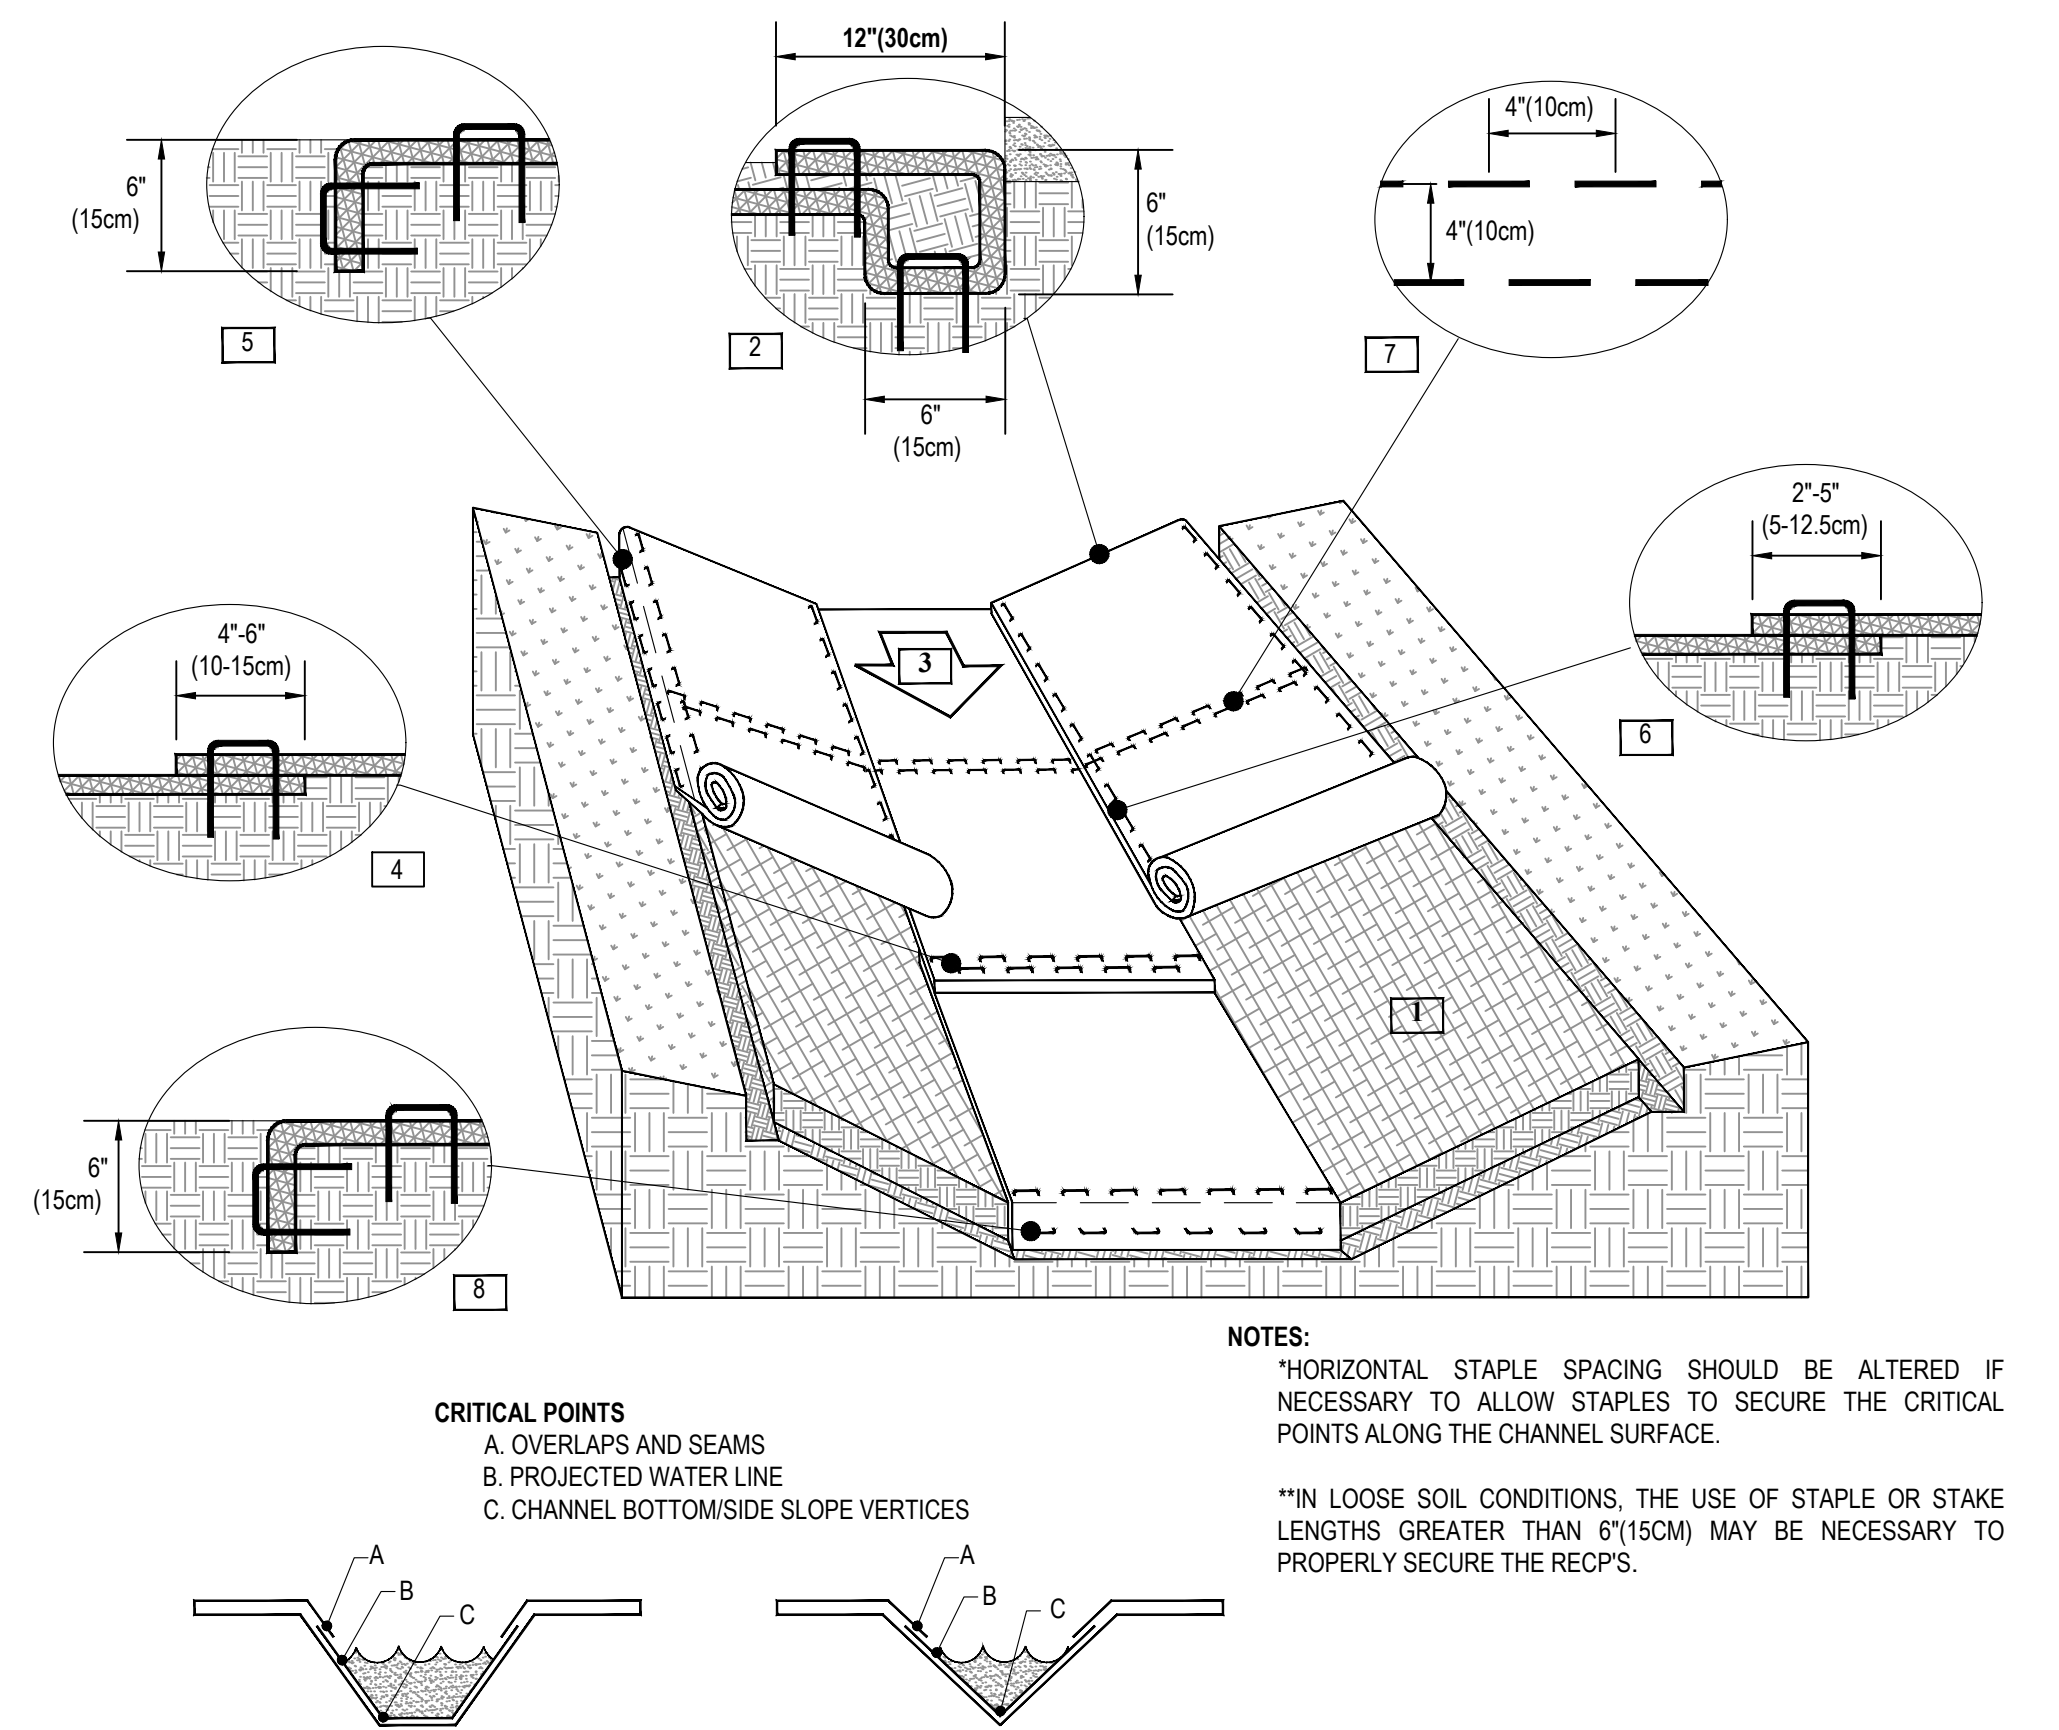 12"(30cm)
6"
(15cm)
5
6"
(15cm)
2
6"
(15cm)
4"(10cm)
4"(10cm)
7
2"-5"
(5-12.5cm)
6
4"-6"
(10-15cm)
4
3
1
6"
(15cm)
8
NOTES:
*HORIZONTAL STAPLE SPACING SHOULD BE ALTERED IF
NECESSARY TO ALLOW STAPLES TO SECURE THE CRITICAL
POINTS ALONG THE CHANNEL SURFACE.
**IN LOOSE SOIL CONDITIONS, THE USE OF STAPLE OR STAKE
LENGTHS GREATER THAN 6"(15CM) MAY BE NECESSARY TO
PROPERLY SECURE THE RECP'S.
CRITICAL POINTS
A. OVERLAPS AND SEAMS
B. PROJECTED WATER LINE
C. CHANNEL BOTTOM/SIDE SLOPE VERTICES
A
B
C
A
B
C